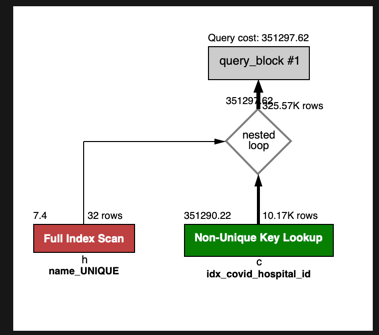 Query cost: 351297.62
query_block #1
351297.62
325.57K rows
nested
loop
7.4
32 rows
351290.22
10.17K rows
Full Index Scan
Non-Unique Key Lookup
h
name_UNIQUE
c
idx_covid_hospital_id